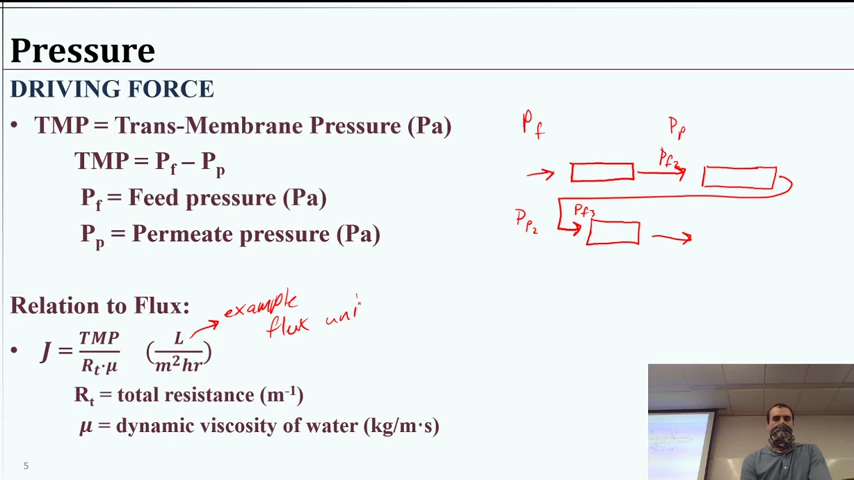 Pressure
DRIVING FORCE
• TMP = Trans-Membrane Pressure (Pa)
TMP = Pf – Pp
Pf = Feed pressure (Pa)
Pp = Permeate pressure (Pa)
Pf Pp
Pf2
Pp2 Pf3
Relation to Flux:
example
flux uni
• J = TMP / Rt·μ (L / m²hr)
Rt = total resistance (m⁻¹)
μ = dynamic viscosity of water (kg/m·s)
5